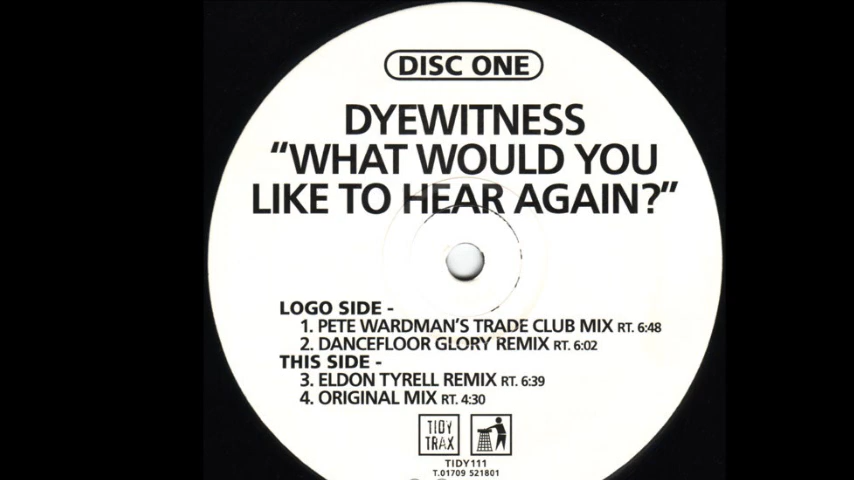 DISC ONE
DYEWITNESS
"WHAT WOULD YOU
LIKE TO HEAR AGAIN?"
LOGO SIDE -
1. PETE WARDMAN'S TRADE CLUB MIX RT. 6:48
2. DANCEFLOOR GLORY REMIX RT. 6:02
THIS SIDE -
3. ELDON TYRELL REMIX RT. 6:39
4. ORIGINAL MIX RT. 4:30
TIDY
TRAX
TIDY111
T.01709 521801